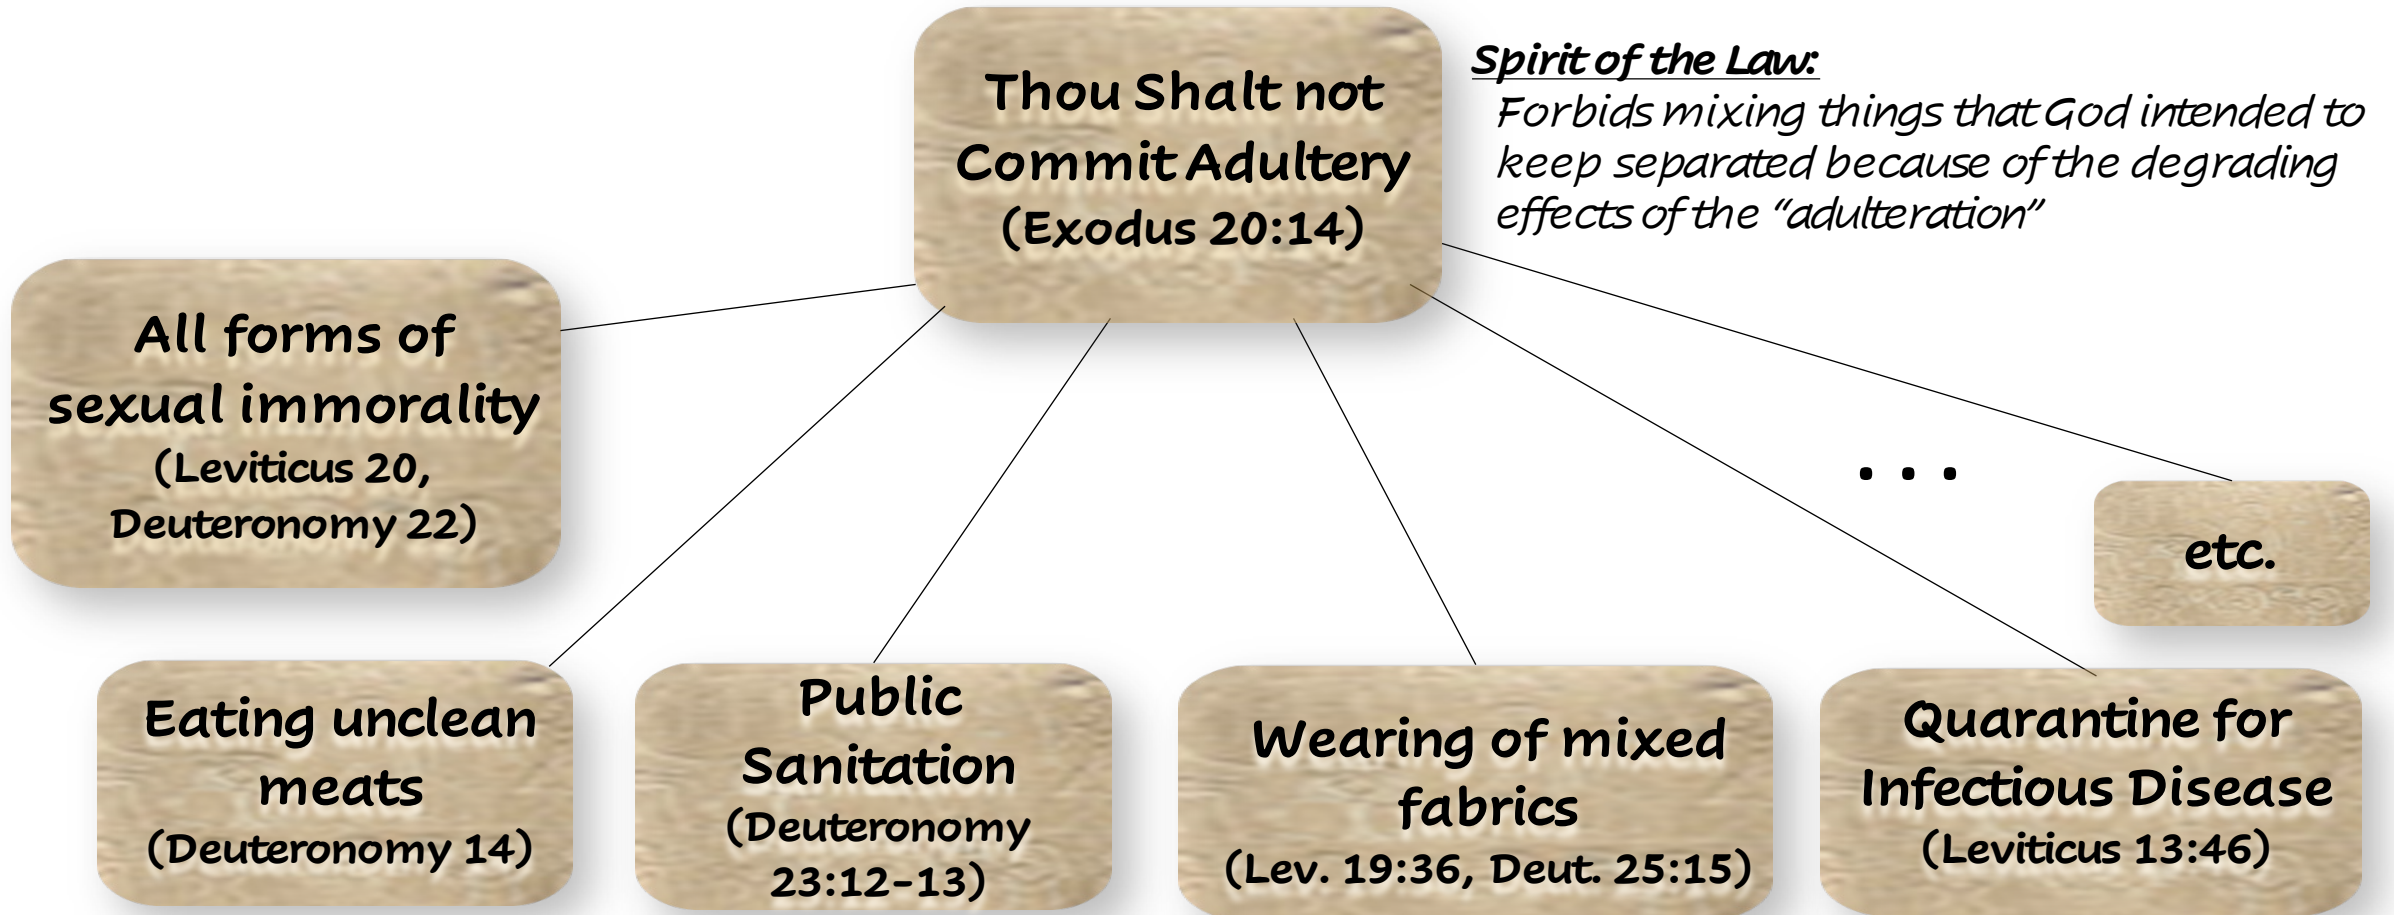 Thou Shalt not
Commit Adultery
(Exodus 20:14)
Spirit of the Law:
Forbids mixing things that God intended to
keep separated because of the degrading
effects of the “adulteration”
All forms of
sexual immorality
(Leviticus 20,
Deuteronomy 22)
. . .
etc.
Eating unclean
meats
(Deuteronomy 14)
Public
Sanitation
(Deuteronomy
23:12-13)
Wearing of mixed
fabrics
(Lev. 19:36, Deut. 25:15)
Quarantine for
Infectious Disease
(Leviticus 13:46)